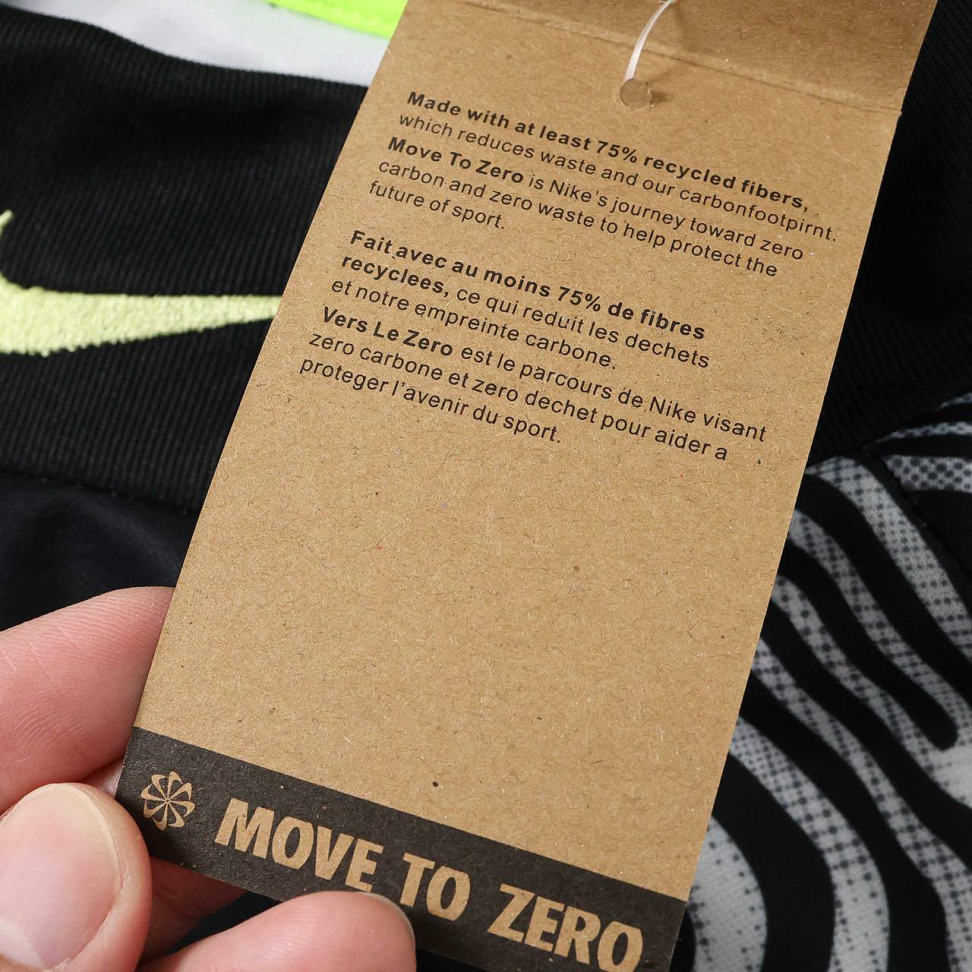 Made with at least 75% recycled fibers,
which reduces waste and our carbonfootpirnt.
Move To Zero is Nike's journey toward zero
carbon and zero waste to help protect the
future of sport.
Fait avec au moins 75% de fibres
recyclees, ce qui reduit les dechets
et notre empreinte carbone.
Vers Le Zero est le parcours de Nike visant
zero carbone et zero dechet pour aider a
proteger l'avenir du sport.
MOVE TO ZERO